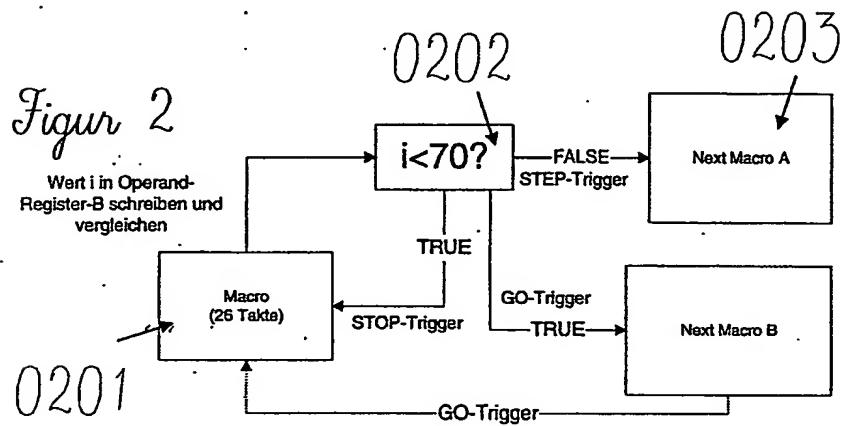 0202
0203
Figur 2
i<70?
FALSE
STEP-Trigger
Next Macro A
Wert i in Operand-
Register-B schreiben und
vergleichen
TRUE
Macro
(26 Takte)
STOP-Trigger
GO-Trigger
TRUE
Next Macro B
0201
GO-Trigger